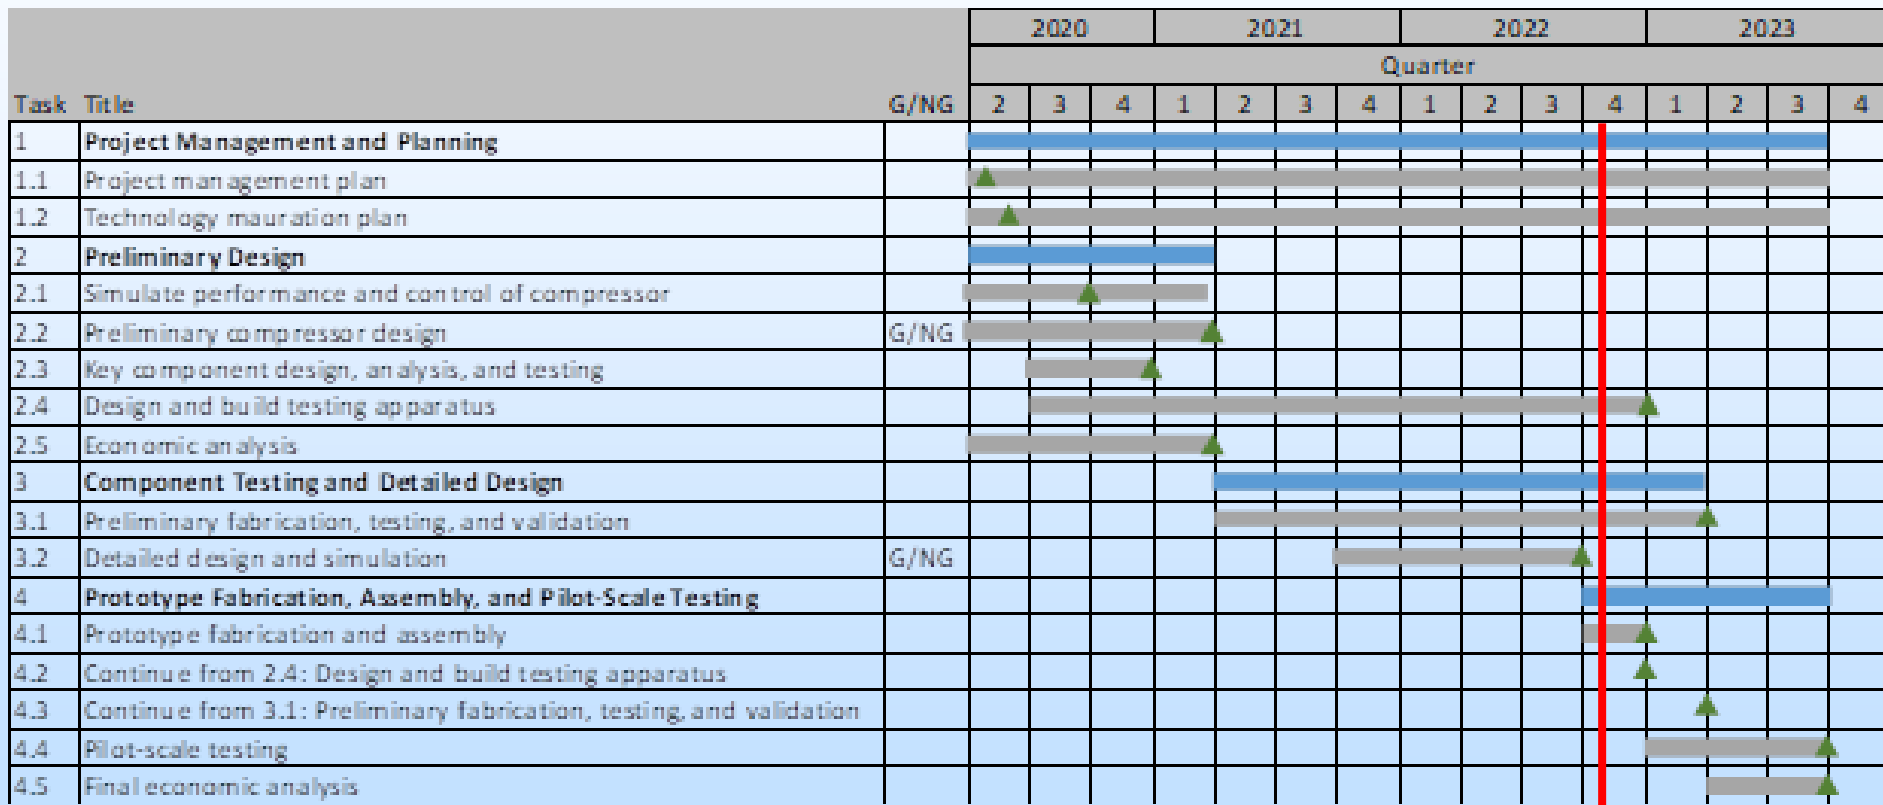 2020 2021 2022 2023
Quarter
Task Title G/NG 2 3 4 1 2 3 4 1 2 3 4 1 2 3 4
1 Project Management and Planning
1.1 Project management plan
1.2 Technology mauration plan
2 Preliminary Design
2.1 Simulate performance and control of compressor
2.2 Preliminary compressor design G/NG
2.3 Key component design, analysis, and testing
2.4 Design and build testing apparatus
2.5 Economic analysis
3 Component Testing and Detailed Design
3.1 Preliminary fabrication, testing, and validation
3.2 Detailed design and simulation G/NG
4 Prototype Fabrication, Assembly, and Pilot-Scale Testing
4.1 Prototype fabrication and assembly
4.2 Continue from 2.4: Design and build testing apparatus
4.3 Continue from 3.1: Preliminary fabrication, testing, and validation
4.4 Pilot-scale testing
4.5 Final economic analysis